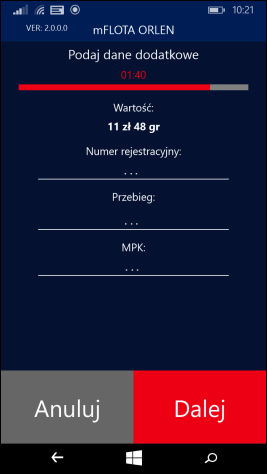 10:21
VER: 2.0.0.0
mFLOTA ORLEN
Podaj dane dodatkowe
01:40
Wartość:
11 zł 48 gr
Numer rejestracyjny:
...
Przebieg:
...
MPK:
...
Anuluj
Dalej